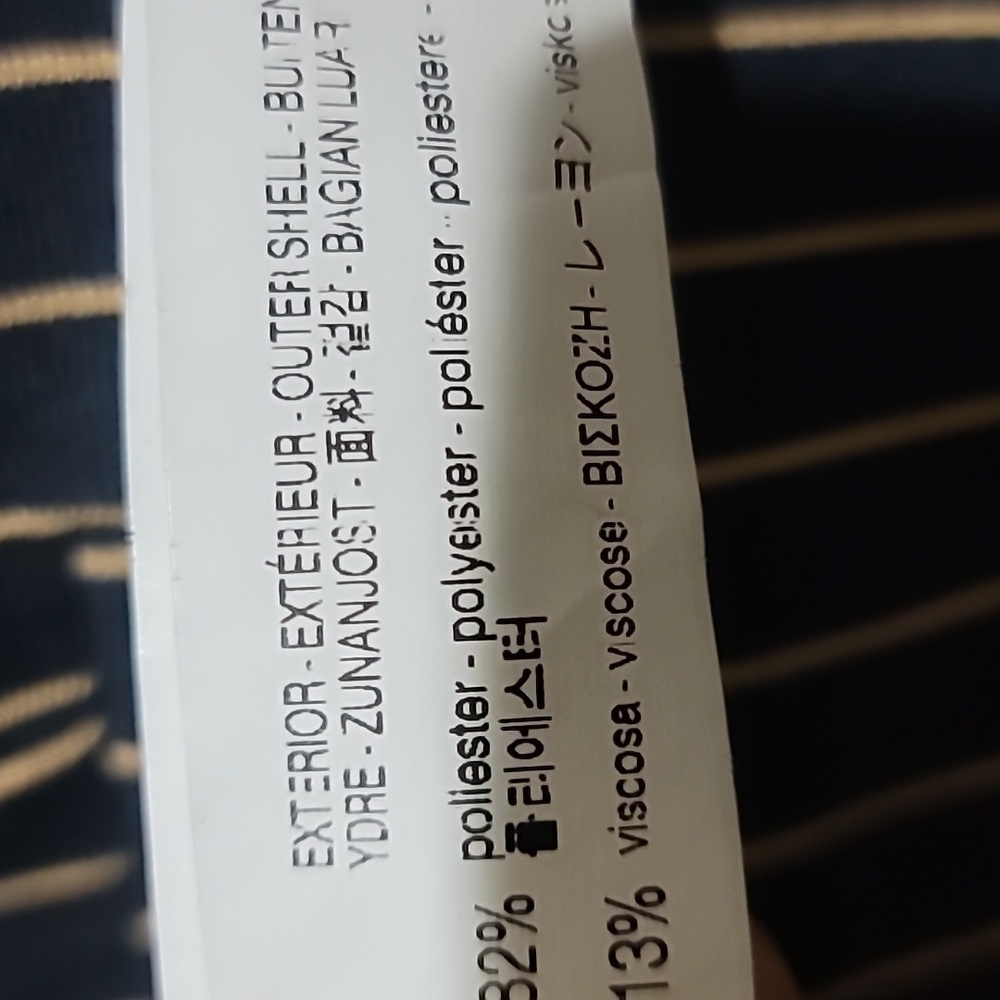 EXTERIOR - EXTÉRIEUR - OUTER SHELL - BUITEN
YDRE - ZUNANJOST - 面料 - 겉감 - BAGIAN LUAR
82% poliester - polyester - poliéster - poliestere -
폴리에스터
13% viscosa - viscose - ΒΙΣΚΟΖΗ - レーヨン - visko